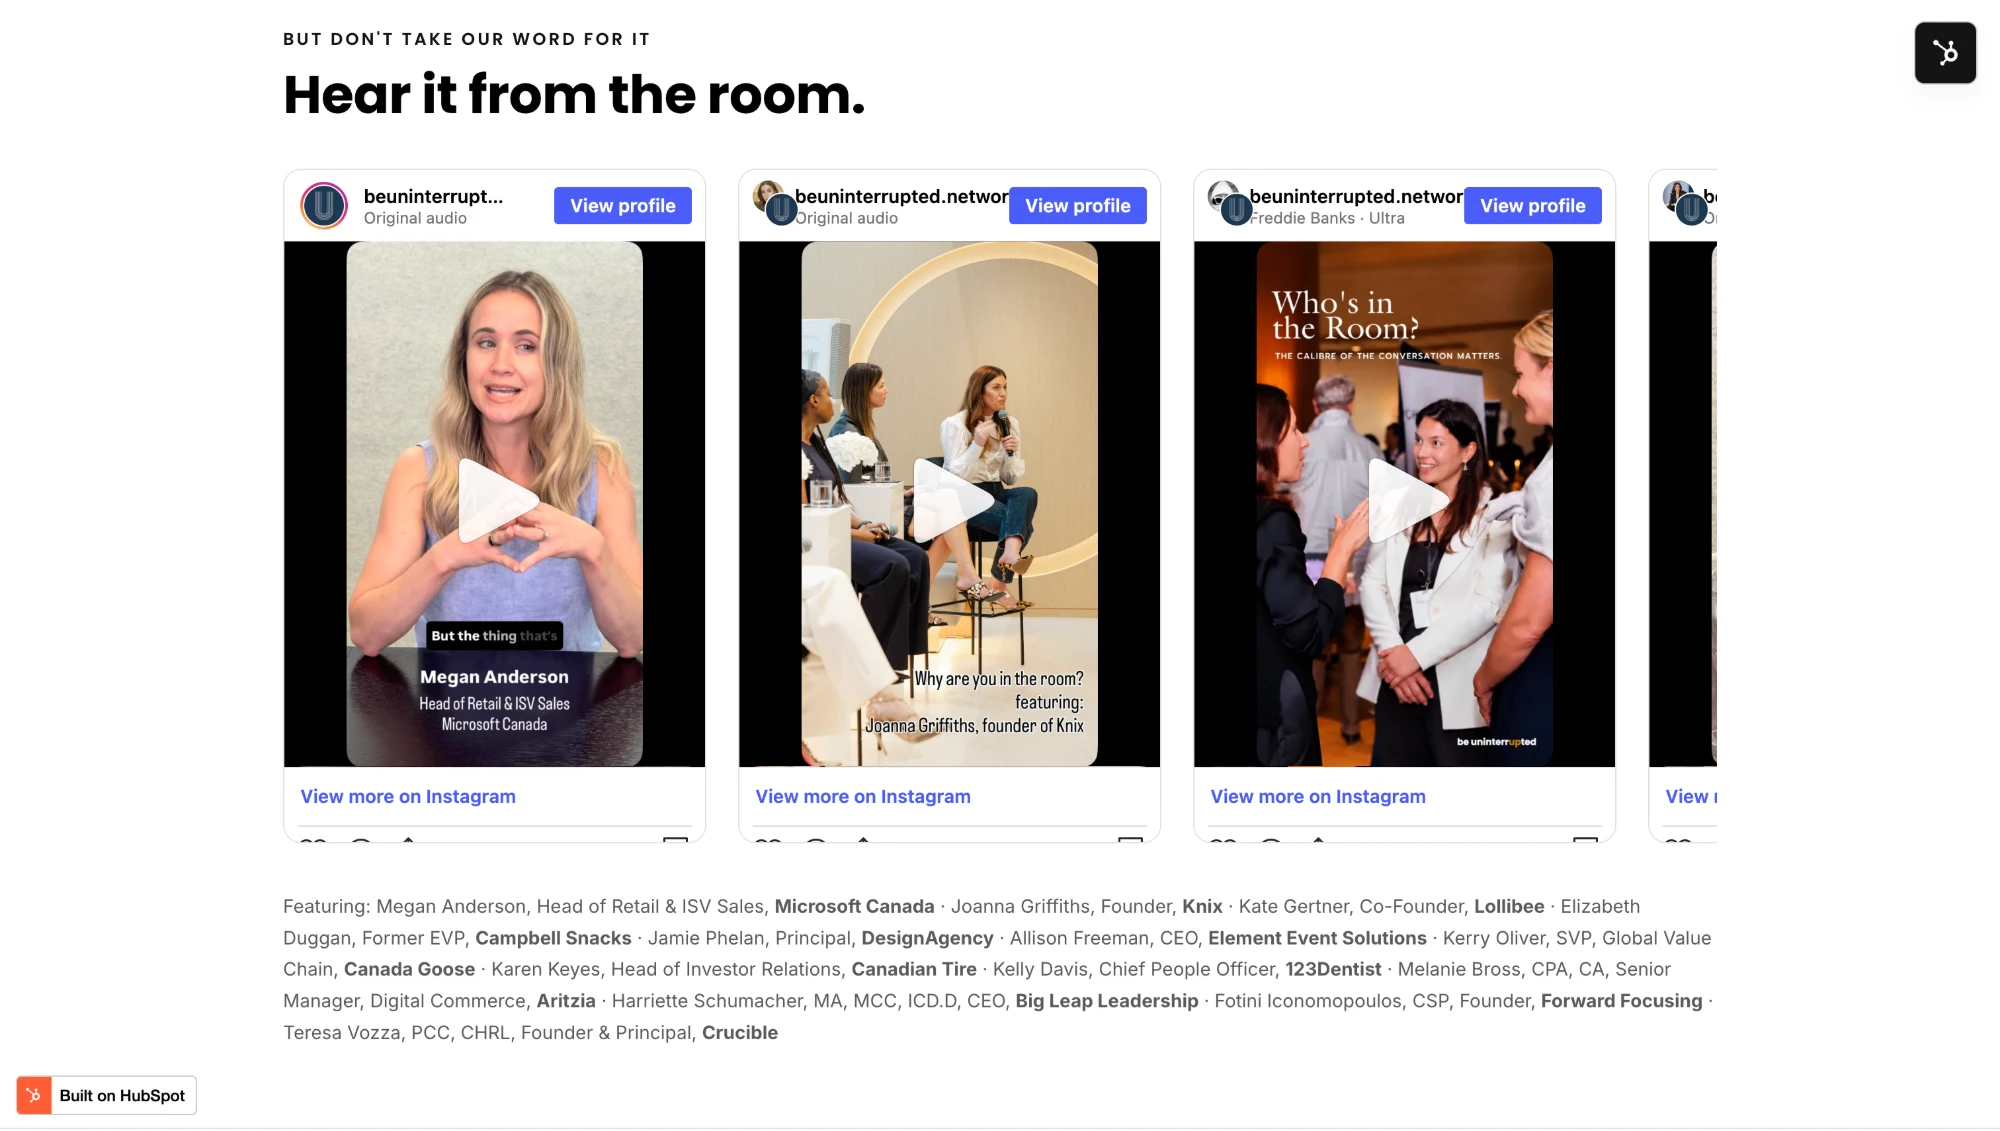 BUT DON'T TAKE OUR WORD FOR IT
Hear it from the room.
beuninterrupt...
Original audio
View profile
But the thing that's
Megan Anderson
Head of Retail & ISV Sales
Microsoft Canada
View more on Instagram
beuninterrupted.networ
Original audio
View profile
Why are you in the room?
featuring:
Joanna Griffiths, founder of Knix
View more on Instagram
beuninterrupted.networ
Freddie Banks · Ultra
View profile
Who's in
the Room?
THE CALIBRE OF THE CONVERSATION MATTERS.
be uninterrupted
View more on Instagram
View
Featuring: Megan Anderson, Head of Retail & ISV Sales, Microsoft Canada · Joanna Griffiths, Founder, Knix · Kate Gertner, Co-Founder, Lollibee · Elizabeth
Duggan, Former EVP, Campbell Snacks · Jamie Phelan, Principal, DesignAgency · Allison Freeman, CEO, Element Event Solutions · Kerry Oliver, SVP, Global Value
Chain, Canada Goose · Karen Keyes, Head of Investor Relations, Canadian Tire · Kelly Davis, Chief People Officer, 123Dentist · Melanie Bross, CPA, CA, Senior
Manager, Digital Commerce, Aritzia · Harriette Schumacher, MA, MCC, ICD.D, CEO, Big Leap Leadership · Fotini Iconomopoulos, CSP, Founder, Forward Focusing ·
Teresa Vozza, PCC, CHRL, Founder & Principal, Crucible
Built on HubSpot